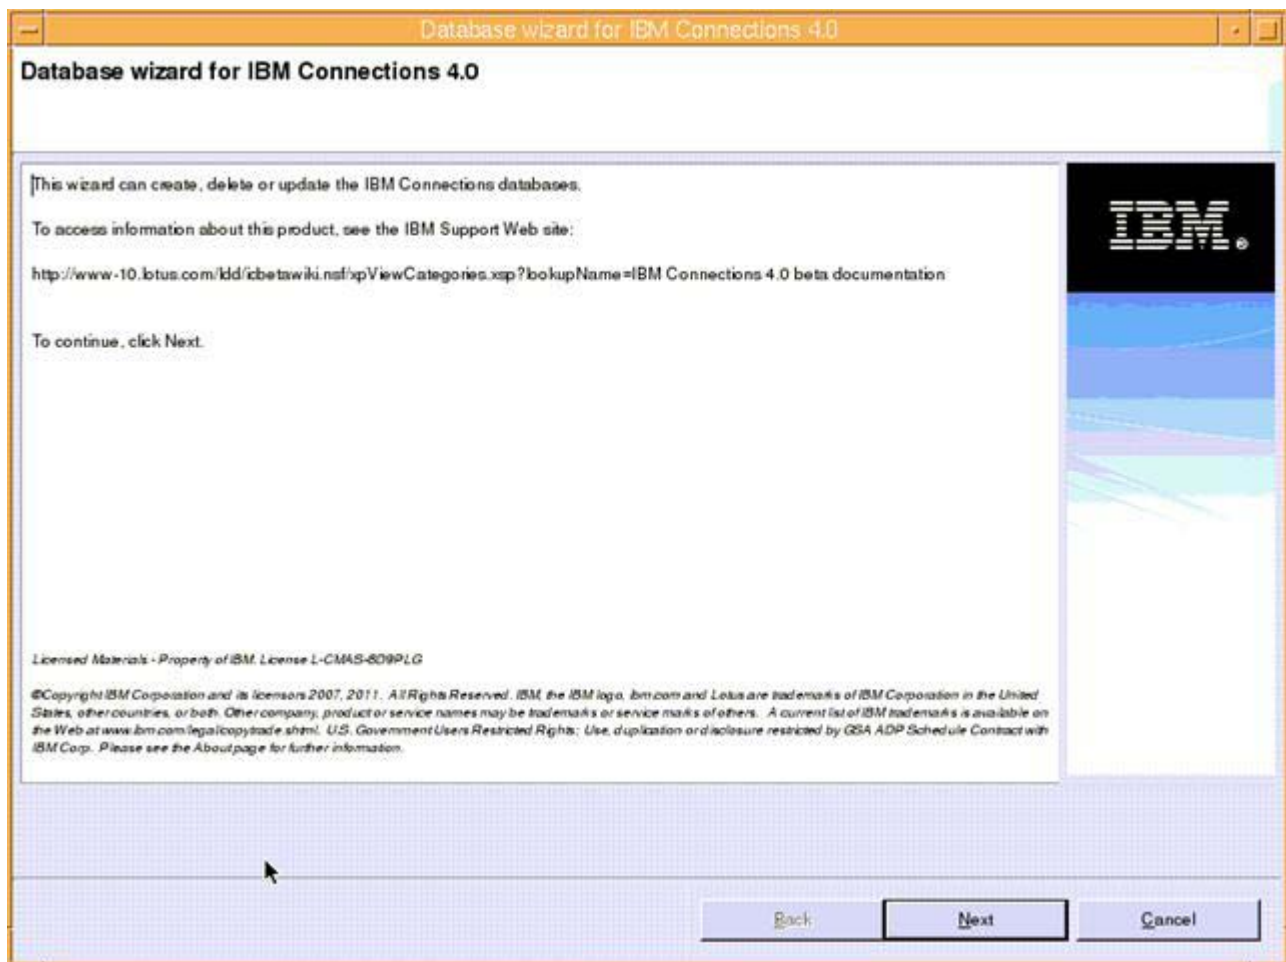 Database wizard for IBM Connections 4.0
Database wizard for IBM Connections 4.0
This wizard can create, delete or update the IBM Connections databases.
To access information about this product, see the IBM Support Web site:
http://www-10.lotus.com/ldd/icbetawiki.nsf/xpViewCategories.xsp?lookupName=IBM Connections 4.0 beta documentation
To continue, click Next.
IBM®
Licensed Materials - Property of IBM. License L-CMAS-8D9PLG
©Copyright IBM Corporation and its licensors 2007, 2011. All Rights Reserved. IBM, the IBM logo, ibm.com and Lotus are trademarks of IBM Corporation in the United
States, other countries, or both. Other company, product or service names may be trademarks or service marks of others. A current list of IBM trademarks is available on
the Web at www.ibm.com/legal/copytrade.shtml. U.S. Government Users Restricted Rights: Use, duplication or disclosure restricted by GSA ADP Schedule Contract with
IBM Corp. Please see the About page for further information.
Back
Next
Cancel